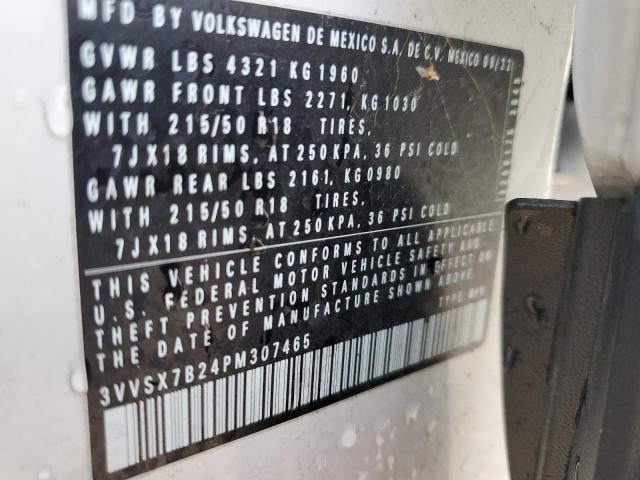 MFD BY VOLKSWAGEN DE MEXICO S.A. DE C.V. MEXICO
GVWR LBS 4321 KG 1960
GAWR FRONT LBS 2271, KG 1030
WITH 215/50 R18 TIRES,
7JX18 RIMS, AT 250 KPA, 36 PSI COLD
GAWR REAR LBS 2161, KG 0980
WITH 215/50 R18 TIRES,
7JX18 RIMS, AT 250 KPA, 36 PSI COLD
THIS VEHICLE CONFORMS TO ALL APPLICABLE
U.S. FEDERAL MOTOR VEHICLE SAFETY AND
THEFT PREVENTION STANDARDS IN EFFECT ON
THE DATE OF MANUFACTURE SHOWN ABOVE.
3VVSX7B24PM307465 TYPE: MPV